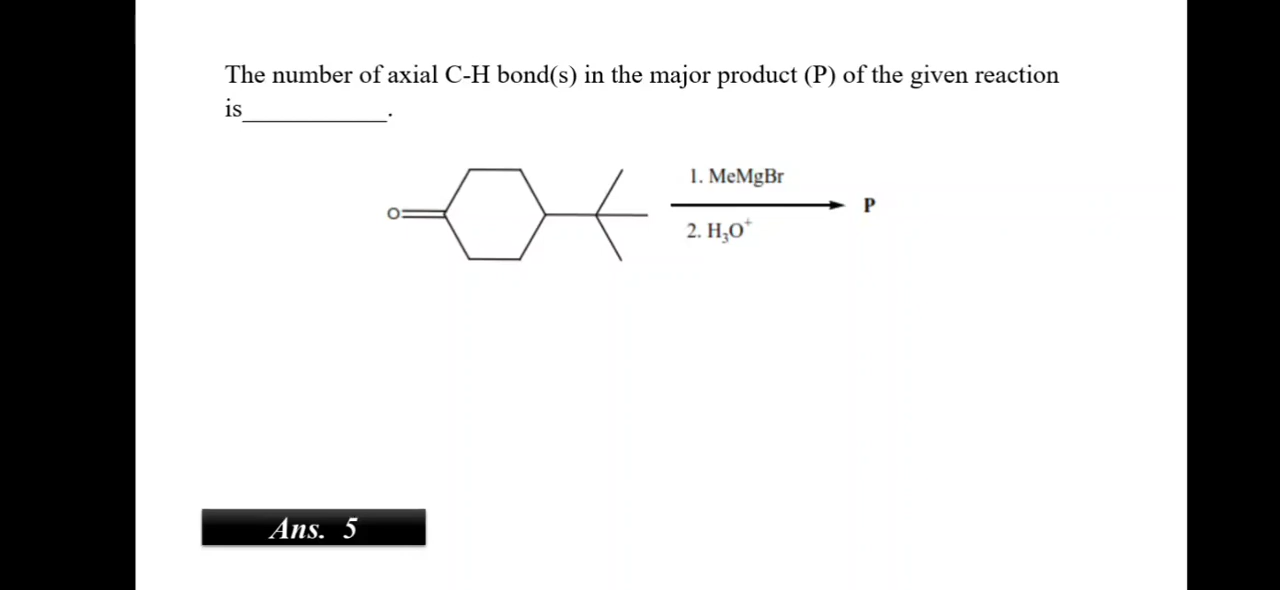 The number of axial C-H bond(s) in the major product (P) of the given reaction
is__________.
1. MeMgBr
O
P
2. H₃O⁺
Ans. 5